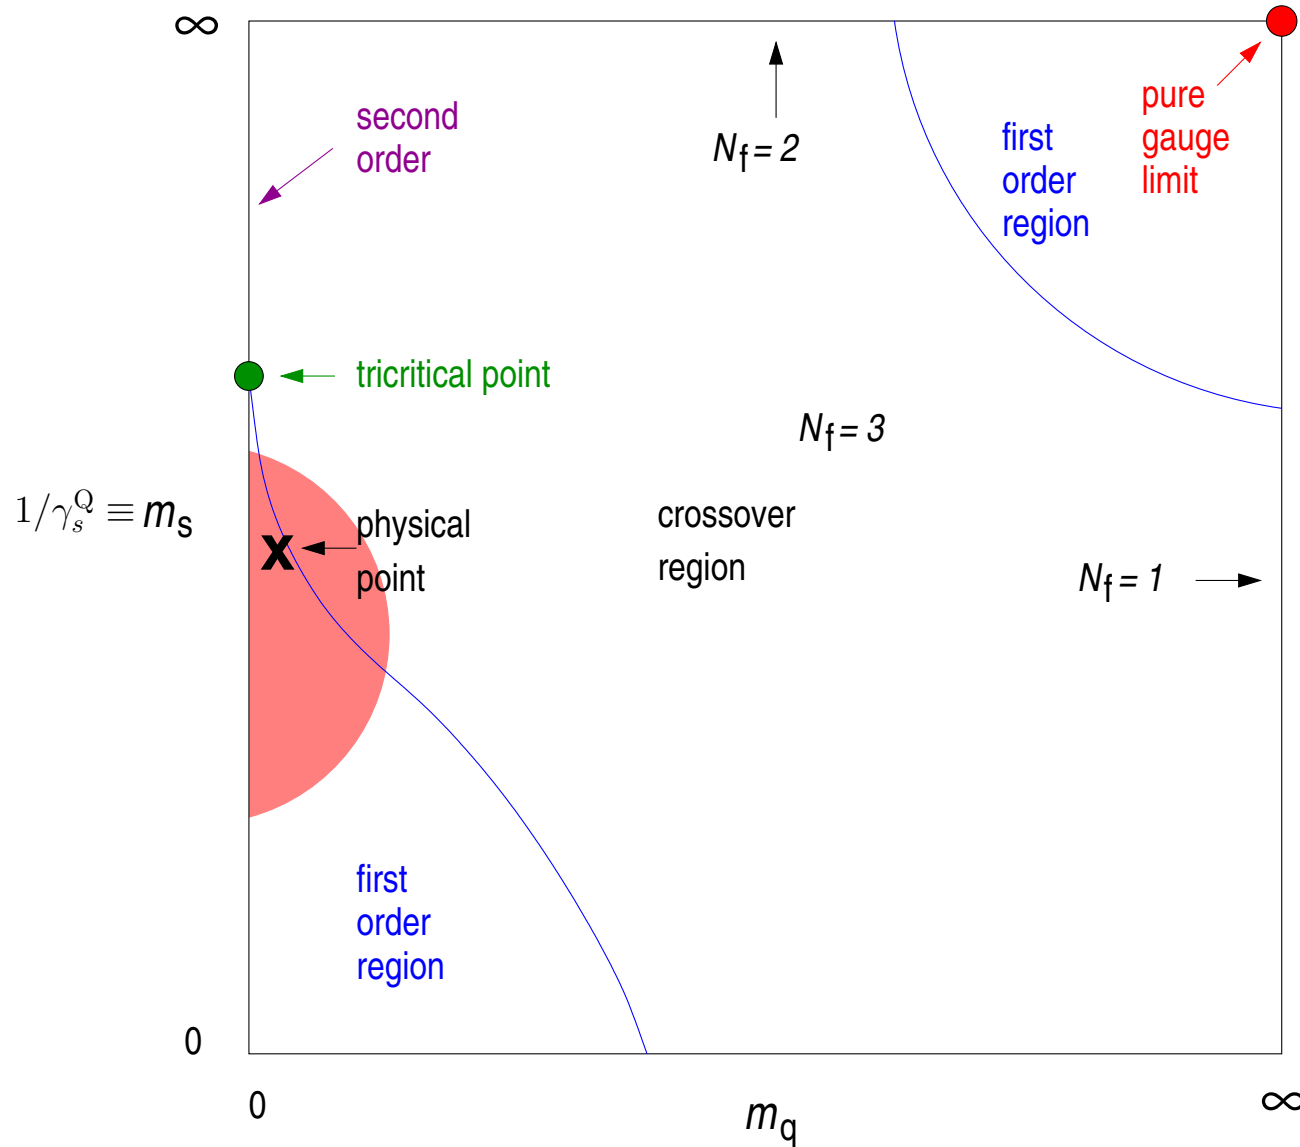 ∞
second
order
N_f = 2
first
order
region
pure
gauge
limit
tricritical point
N_f = 3
1/γ_s^Q ≡ m_s
x
physical
point
crossover
region
N_f = 1
first
order
region
0
0
m_q
∞